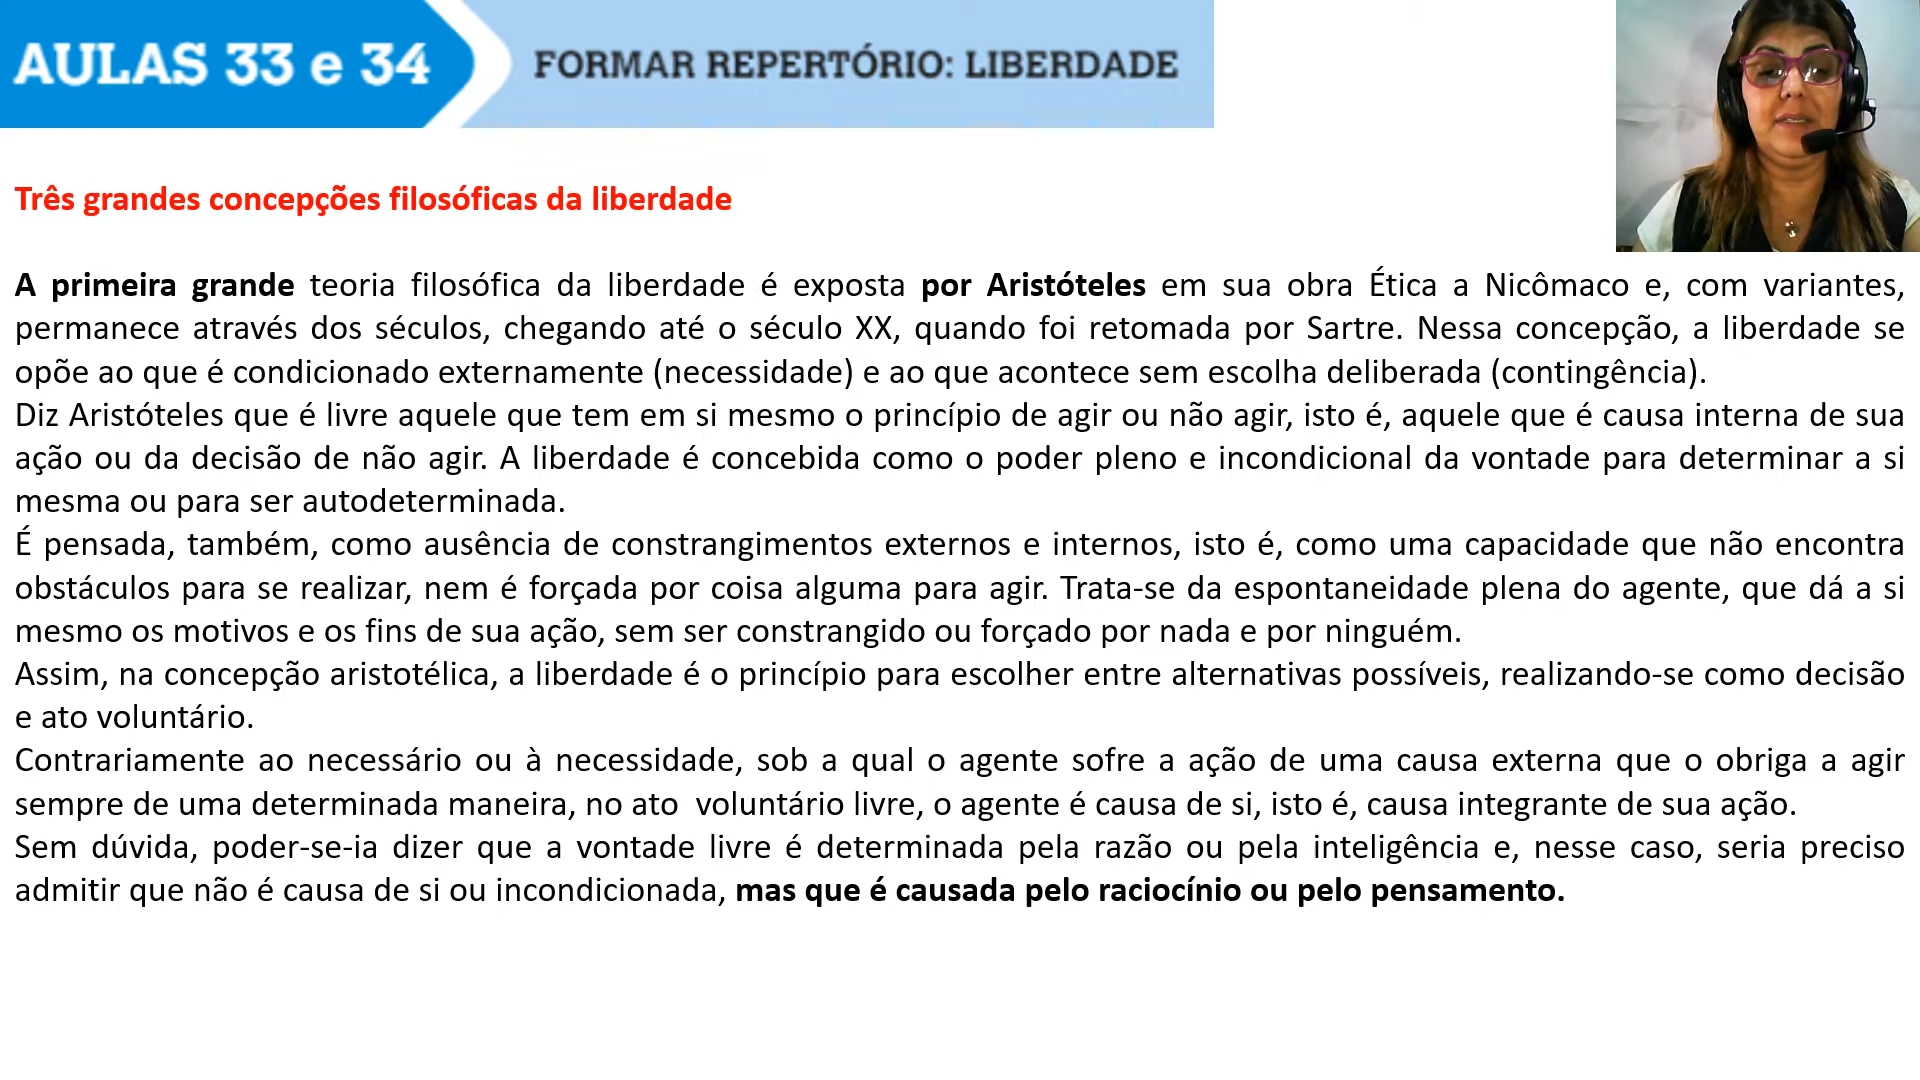 AULAS 33 e 34
FORMAR REPERTÓRIO: LIBERDADE
Três grandes concepções filosóficas da liberdade
A primeira grande teoria filosófica da liberdade é exposta por Aristóteles em sua obra Ética a Nicômaco e, com variantes,
permanece através dos séculos, chegando até o século XX, quando foi retomada por Sartre. Nessa concepção, a liberdade se
opõe ao que é condicionado externamente (necessidade) e ao que acontece sem escolha deliberada (contingência).
Diz Aristóteles que é livre aquele que tem em si mesmo o princípio de agir ou não agir, isto é, aquele que é causa interna de sua
ação ou da decisão de não agir. A liberdade é concebida como o poder pleno e incondicional da vontade para determinar a si
mesma ou para ser autodeterminada.
É pensada, também, como ausência de constrangimentos externos e internos, isto é, como uma capacidade que não encontra
obstáculos para se realizar, nem é forçada por coisa alguma para agir. Trata-se da espontaneidade plena do agente, que dá a si
mesmo os motivos e os fins de sua ação, sem ser constrangido ou forçado por nada e por ninguém.
Assim, na concepção aristotélica, a liberdade é o princípio para escolher entre alternativas possíveis, realizando-se como decisão
e ato voluntário.
Contrariamente ao necessário ou à necessidade, sob a qual o agente sofre a ação de uma causa externa que o obriga a agir
sempre de uma determinada maneira, no ato  voluntário livre, o agente é causa de si, isto é, causa integrante de sua ação.
Sem dúvida, poder-se-ia dizer que a vontade livre é determinada pela razão ou pela inteligência e, nesse caso, seria preciso
admitir que não é causa de si ou incondicionada, mas que é causada pelo raciocínio ou pelo pensamento.